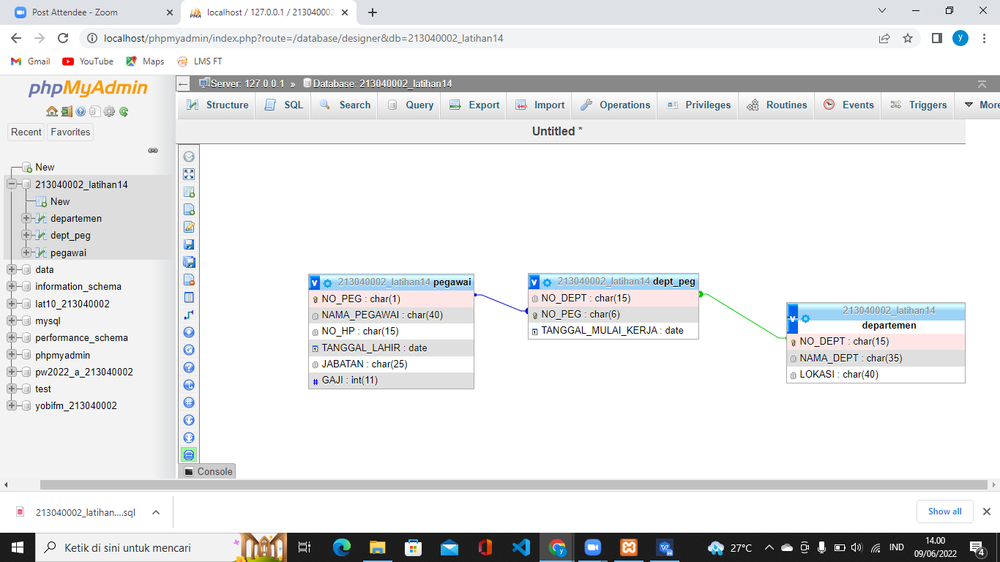 Post Attendee - Zoom
localhost / 127.0.0.1 / 21304000
localhost/phpmyadmin/index.php?route=/database/designer&db=213040002_latihan14
y
Gmail
YouTube
Maps
LMS FT
phpMyAdmin
Recent
Favorites
New
213040002_latihan14
New
departemen
dept_peg
pegawai
data
information_schema
lat10_213040002
mysql
performance_schema
phpmyadmin
pw2022_a_213040002
test
yobifm_213040002
Server: 127.0.0.1 » Database: 213040002_latihan14
Structure
SQL
Search
Query
Export
Import
Operations
Privileges
Routines
Events
Triggers
More
Untitled *
v 213040002_latihan14 pegawai
NO_PEG : char(1)
NAMA_PEGAWAI : char(40)
NO_HP : char(15)
TANGGAL_LAHIR : date
JABATAN : char(25)
# GAJI : int(11)
v 213040002_latihan14 dept_peg
NO_DEPT : char(15)
NO_PEG : char(6)
TANGGAL_MULAI_KERJA : date
v 213040002_latihan14
departemen
NO_DEPT : char(15)
NAMA_DEPT : char(35)
LOKASI : char(40)
Console
213040002_latihan....sql
Show all
Ketik di sini untuk mencari
27°C
IND
14.00
09/06/2022
4